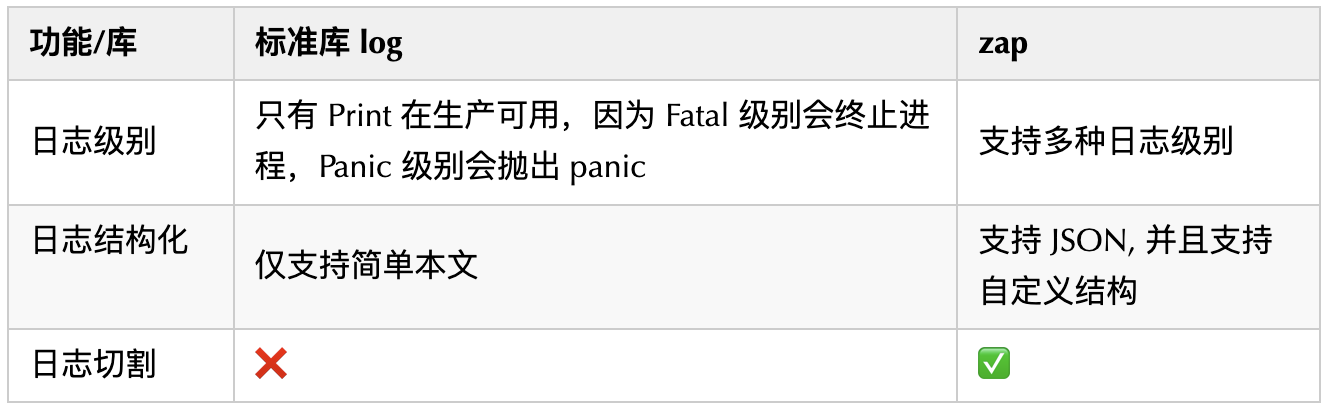 功能/库
标准库 log
zap
日志级别
只有 Print 在生产可用，因为 Fatal 级别会终止进
程，Panic 级别会抛出 panic
支持多种日志级别
日志结构化
仅支持简单本文
支持 JSON, 并且支持
自定义结构
日志切割
❌
✅